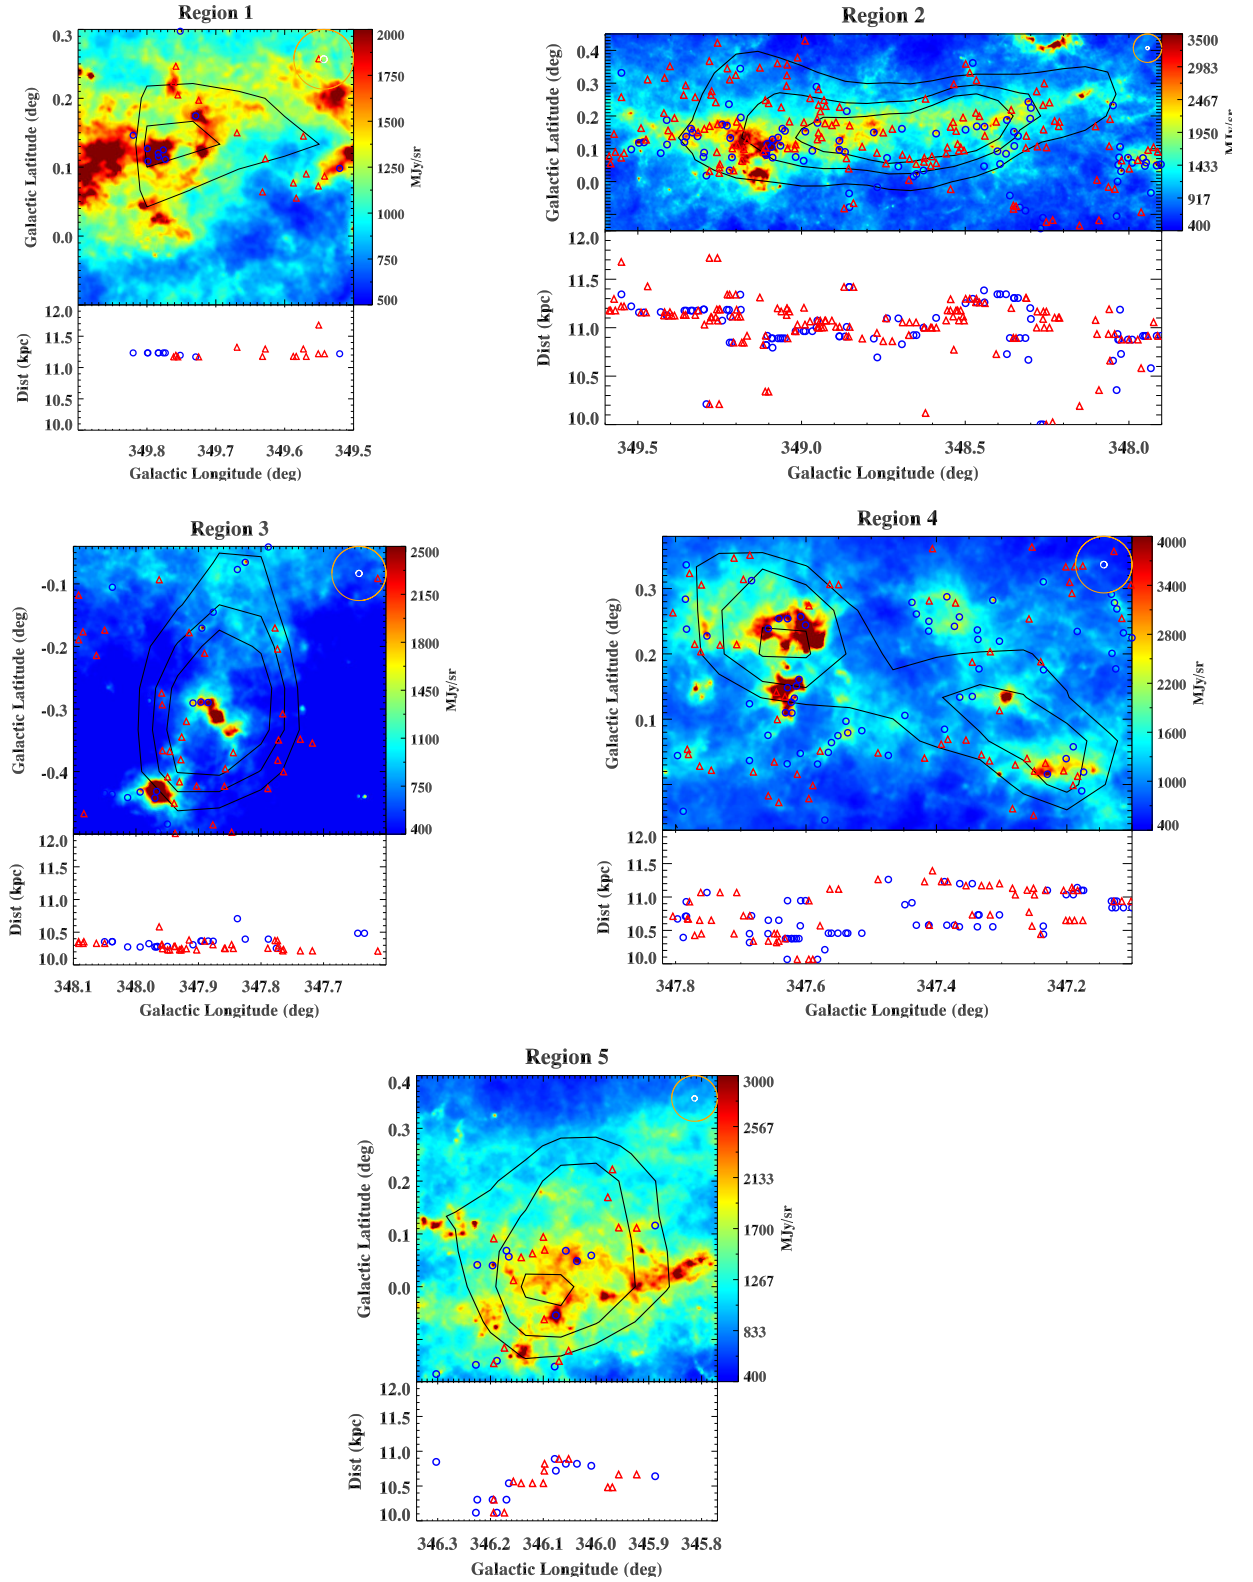 Region 1
0.3
0.2
0.1
0.0
Galactic Latitude (deg)
2000
1750
1500
1250
1000
750
500
MJy/sr
12.0
11.5
11.0
10.5
10.0
Dist (kpc)
349.8 349.7 349.6 349.5
Galactic Longitude (deg)
Region 2
0.4
0.3
0.2
0.1
0.0
Galactic Latitude (deg)
3500
2983
2467
1950
1433
917
400
MJy/sr
12.0
11.5
11.0
10.5
10.0
Dist (kpc)
349.5 349.0 348.5 348.0
Galactic Longitude (deg)
Region 3
-0.1
-0.2
-0.3
-0.4
Galactic Latitude (deg)
2500
2150
1800
1450
1100
750
400
MJy/sr
12.0
11.5
11.0
10.5
10.0
Dist (kpc)
348.1 348.0 347.9 347.8 347.7
Galactic Longitude (deg)
Region 4
0.3
0.2
0.1
Galactic Latitude (deg)
4000
3400
2800
2200
1600
1000
400
MJy/sr
12.0
11.5
11.0
10.5
10.0
Dist (kpc)
347.8 347.6 347.4 347.2
Galactic Longitude (deg)
Region 5
0.4
0.3
0.2
0.1
0.0
Galactic Latitude (deg)
3000
2567
2133
1700
1267
833
400
MJy/sr
12.0
11.5
11.0
10.5
10.0
Dist (kpc)
346.3 346.2 346.1 346.0 345.9 345.8
Galactic Longitude (deg)